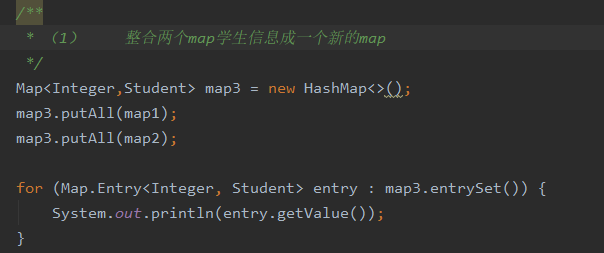 /**
 * （1）    整合两个map学生信息成一个新的map
 */
Map<Integer,Student> map3 = new HashMap<>();
map3.putAll(map1);
map3.putAll(map2);

for (Map.Entry<Integer, Student> entry : map3.entrySet()) {
    System.out.println(entry.getValue());
}